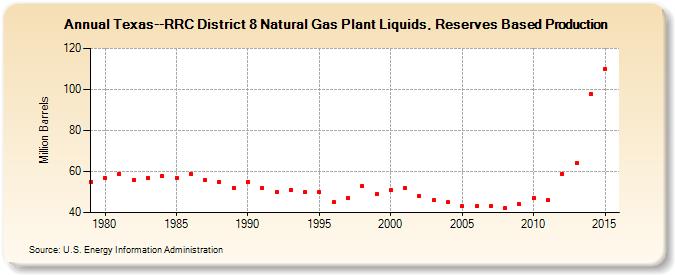 Annual Texas--RRC District 8 Natural Gas Plant Liquids, Reserves Based Production
Million Barrels
120
100
80
60
40
1980 1985 1990 1995 2000 2005 2010 2015
Source: U.S. Energy Information Administration